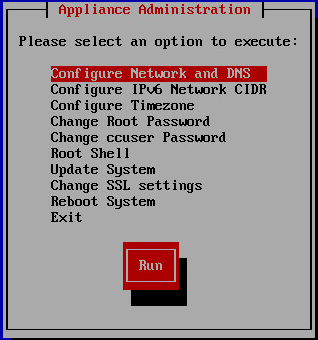 Appliance Administration
Please select an option to execute:
Configure Network and DNS
Configure IPv6 Network CIDR
Configure Timezone
Change Root Password
Change ccuser Password
Root Shell
Update System
Change SSL settings
Reboot System
Exit
Run